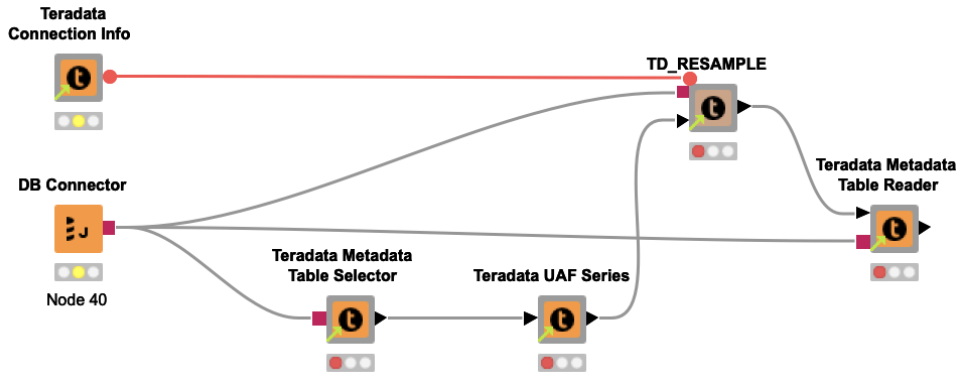 Teradata
Connection Info
TD_RESAMPLE
Teradata Metadata
Table Reader
DB Connector
J
Node 40
Teradata Metadata
Table Selector
Teradata UAF Series
t
t
t
t
t